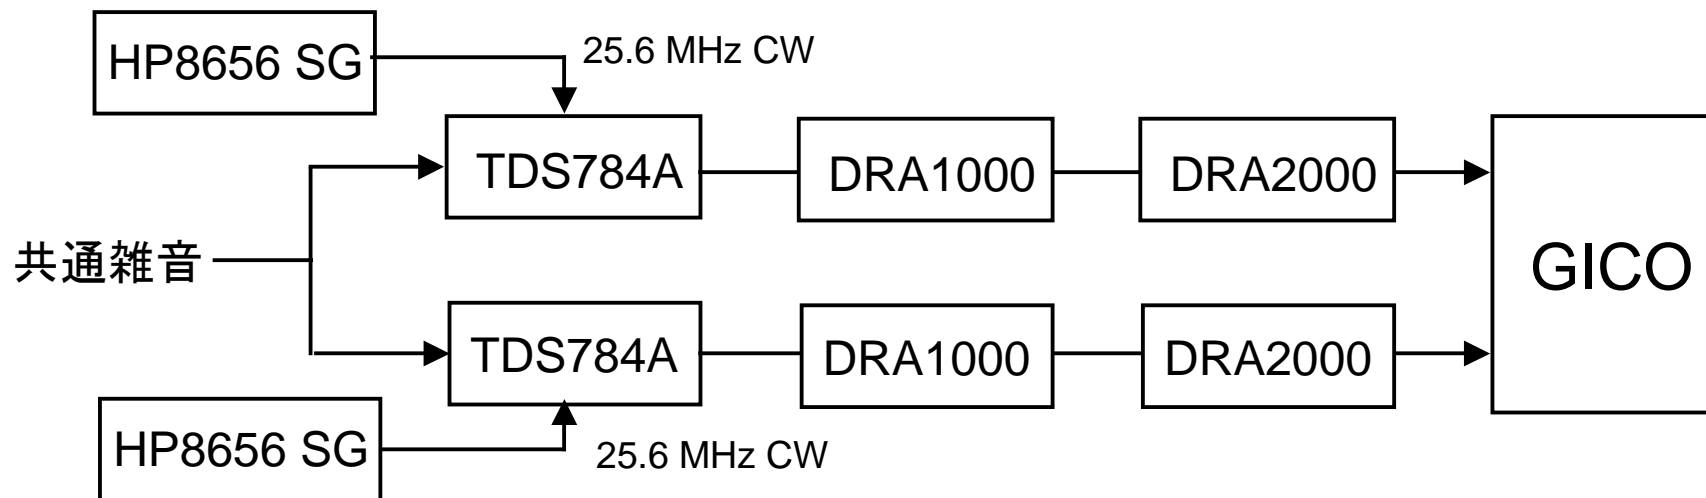 HP8656 SG
25.6 MHz CW
TDS784A
DRA1000
DRA2000
共通雑音
GICO
TDS784A
DRA1000
DRA2000
HP8656 SG
25.6 MHz CW